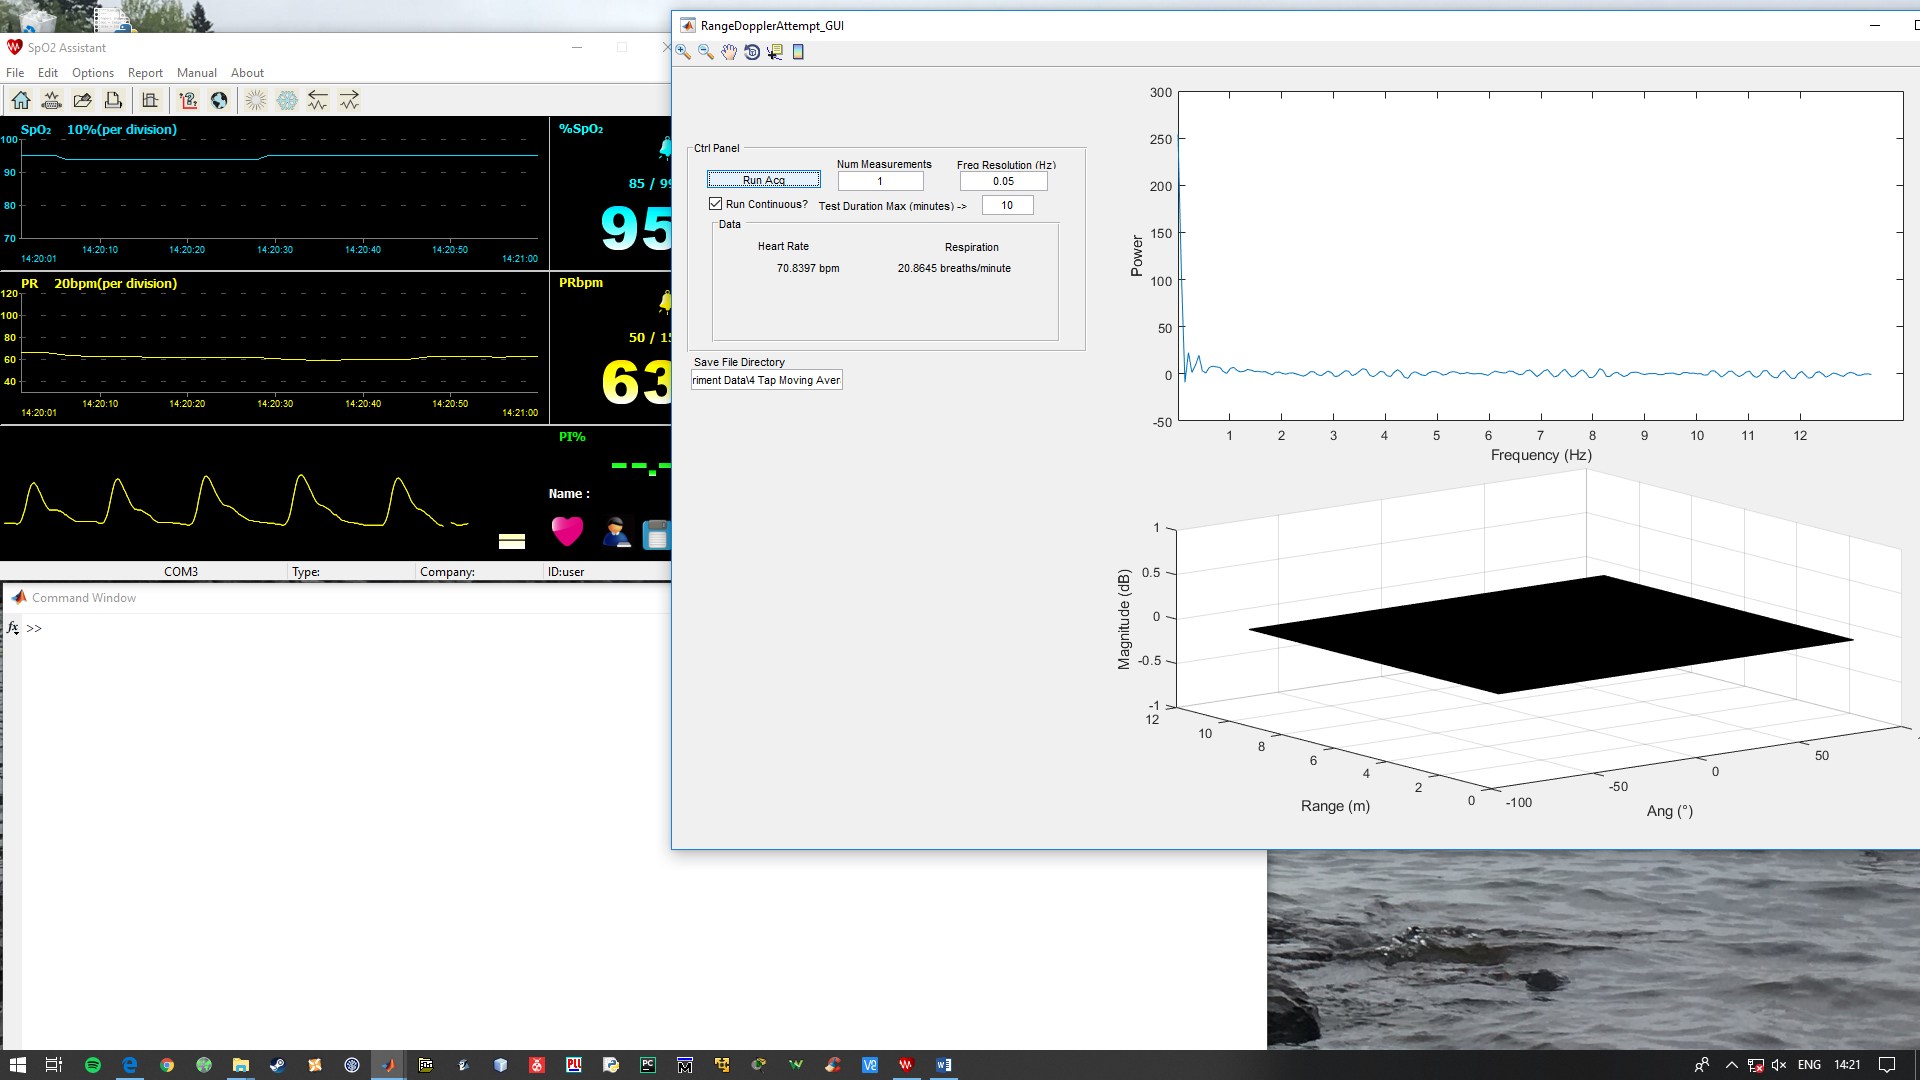 SpO2 Assistant
File Edit Options Report Manual About
SpO₂ 10%(per division)
100
90
80
70
14:20:10 14:20:20 14:20:30 14:20:40 14:20:50
14:20:01 14:21:00
%SpO₂
85 / 99
95
PR 20bpm(per division)
120
100
80
60
40
14:20:10 14:20:20 14:20:30 14:20:40 14:20:50
14:20:01 14:21:00
PRbpm
50 / 15
63
PI%
--.-
Name :
COM3 Type: Company: ID:user
Command Window
fx >>
RangeDopplerAttempt_GUI
Ctrl Panel
Run Acq
Num Measurements
1
Freq Resolution (Hz)
0.05
Run Continuous?
Test Duration Max (minutes) -> 10
Data
Heart Rate Respiration
70.8397 bpm 20.8645 breaths/minute
Save File Directory
riment Data\4 Tap Moving Aver
300
250
200
150
100
50
0
-50
Power
1 2 3 4 5 6 7 8 9 10 11 12
Frequency (Hz)
1
0.5
0
-0.5
-1
Magnitude (dB)
12 10 8 6 4 2 0
Range (m)
-100 -50 0 50
Ang (°)
ENG 14:21